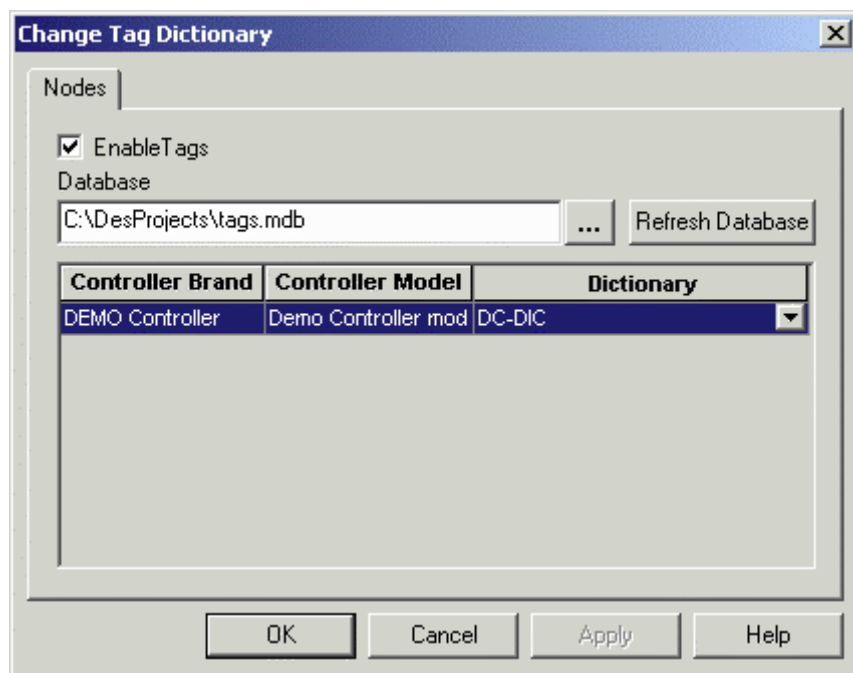 Change Tag Dictionary
Nodes
EnableTags
Database
C:\DesProjects\tags.mdb ... Refresh Database
Controller Brand Controller Model Dictionary
DEMO Controller Demo Controller mod DC-DIC
OK Cancel Apply Help